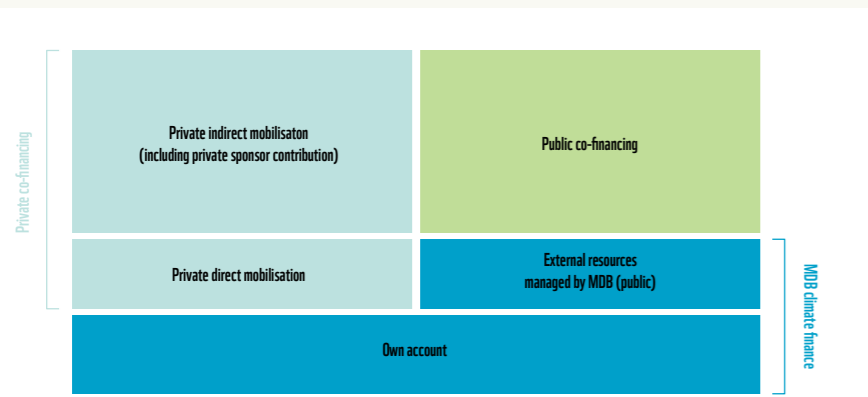 Private co-financing
Private indirect mobilisaton
(including private sponsor contribution)
Public co-financing
Private direct mobilisation
External resources
managed by MDB (public)
MDB climate finance
Own account